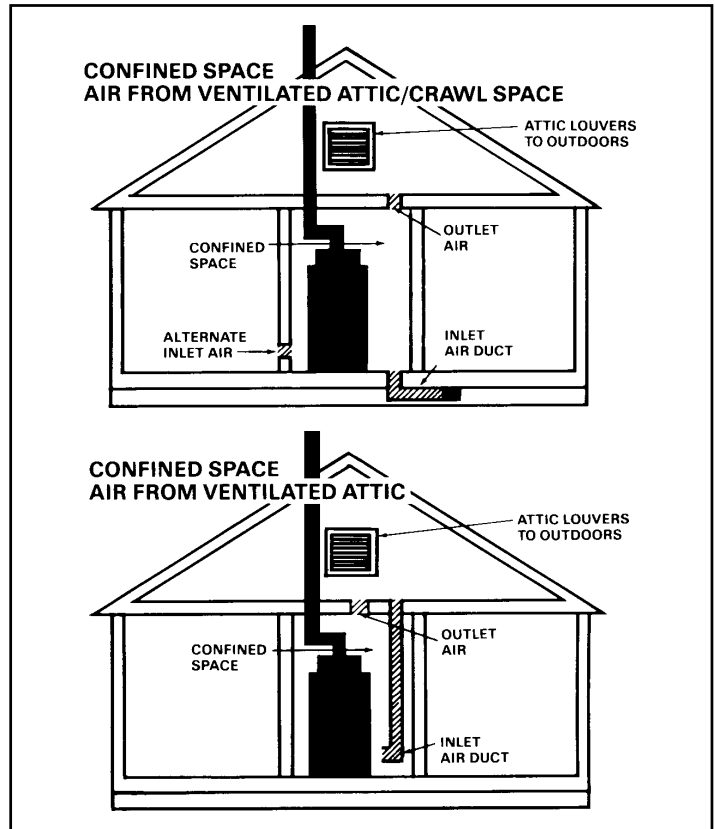 CONFINED SPACE
AIR FROM VENTILATED ATTIC/CRAWL SPACE
ATTIC LOUVERS
TO OUTDOORS
OUTLET
AIR
CONFINED
SPACE
ALTERNATE
INLET AIR
INLET
AIR DUCT
CONFINED SPACE
AIR FROM VENTILATED ATTIC
ATTIC LOUVERS
TO OUTDOORS
OUTLET
AIR
CONFINED
SPACE
INLET
AIR DUCT